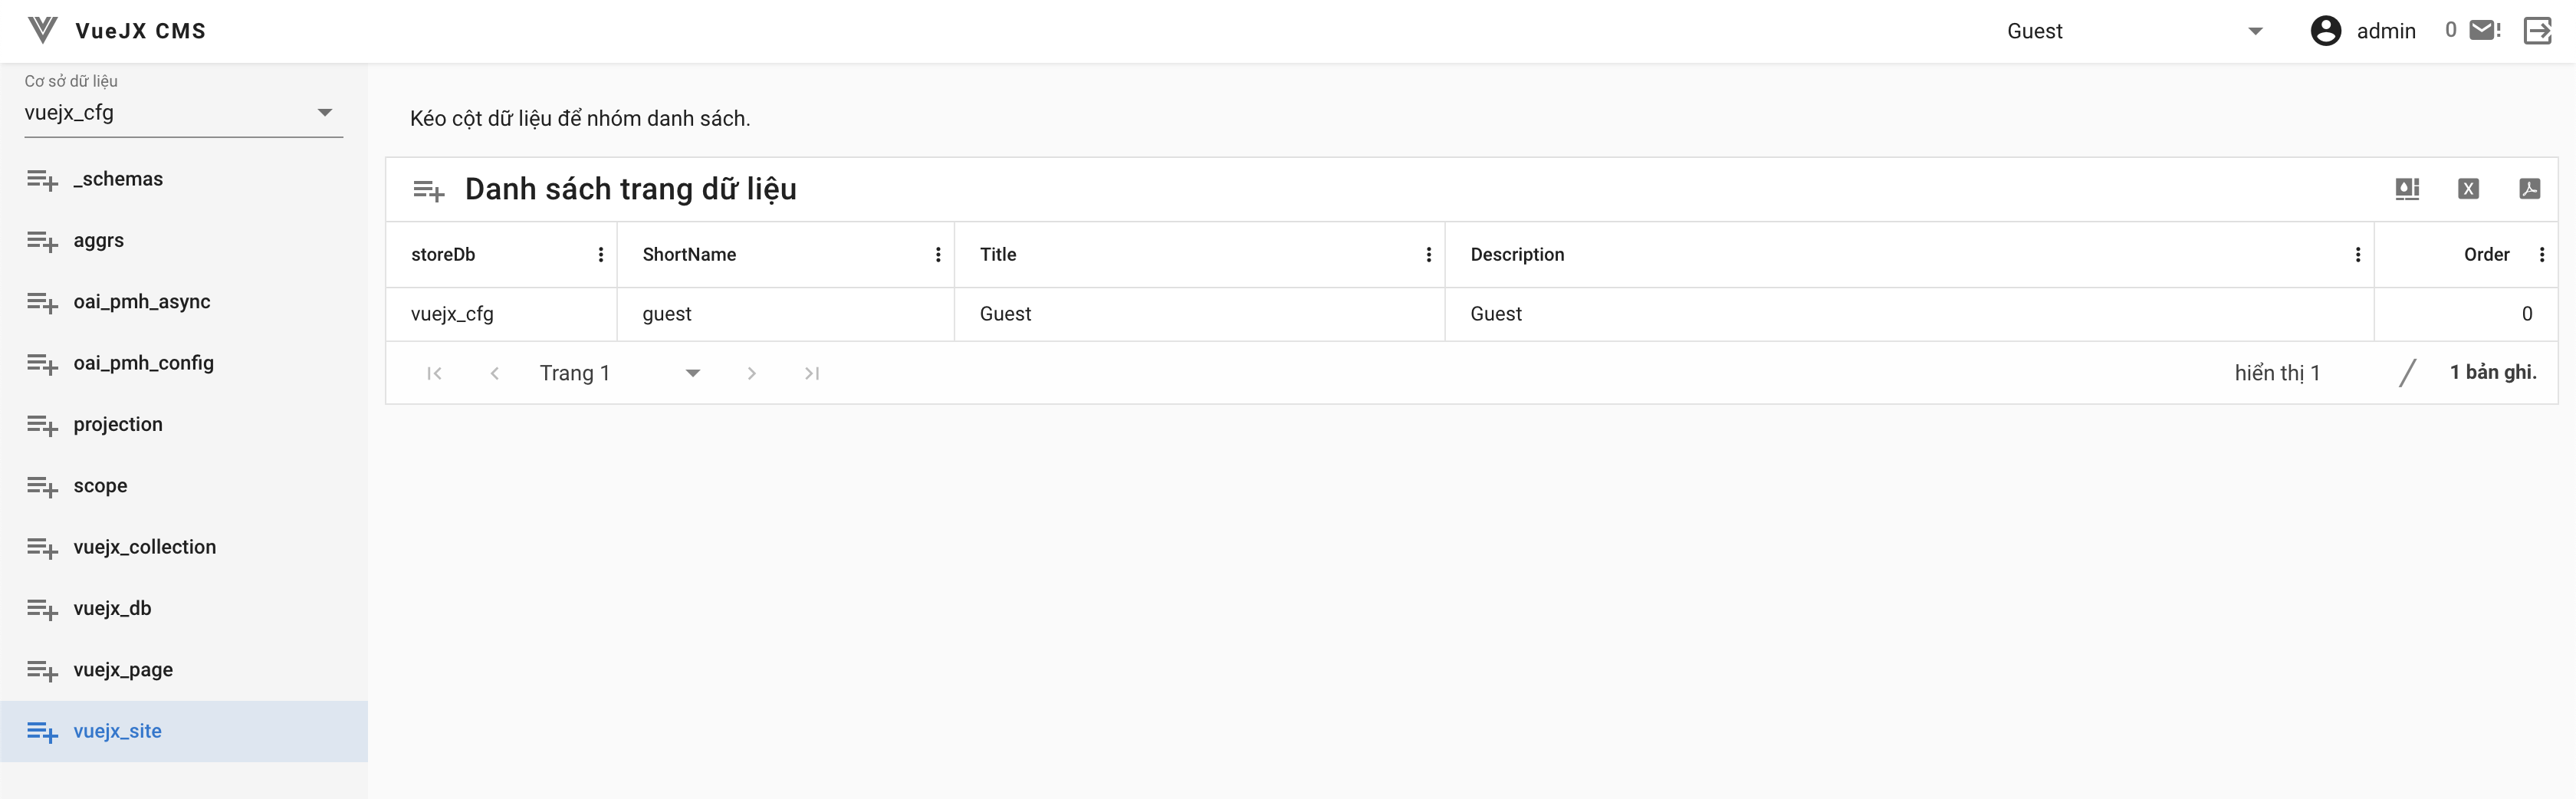 VueJX CMS
Guest
admin
0
Cơ sở dữ liệu
vuejx_cfg
_schemas
aggrs
oai_pmh_async
oai_pmh_config
projection
scope
vuejx_collection
vuejx_db
vuejx_page
vuejx_site
Kéo cột dữ liệu để nhóm danh sách.
Danh sách trang dữ liệu
storeDb ShortName Title Description Order
vuejx_cfg guest Guest Guest 0
Trang 1 hiển thị 1 / 1 bản ghi.